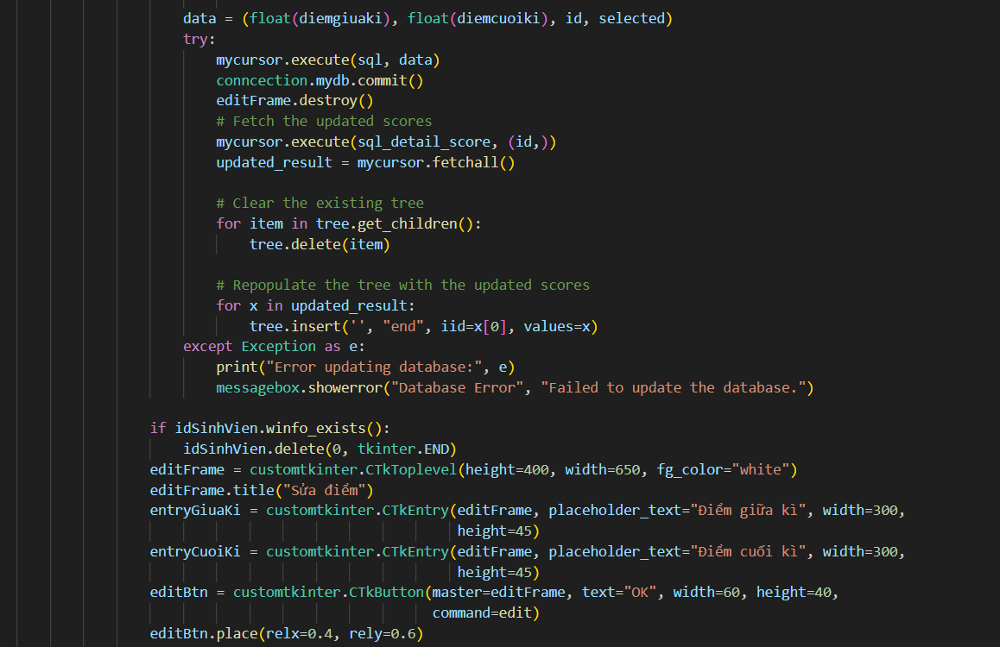 data = (float(diemgiuaki), float(diemcuoiki), id, selected)
try:
mycursor.execute(sql, data)
conncection.mydb.commit()
editFrame.destroy()
# Fetch the updated scores
mycursor.execute(sql_detail_score, (id,))
updated_result = mycursor.fetchall()
# Clear the existing tree
for item in tree.get_children():
tree.delete(item)
# Repopulate the tree with the updated scores
for x in updated_result:
tree.insert('', "end", iid=x[0], values=x)
except Exception as e:
print("Error updating database:", e)
messagebox.showerror("Database Error", "Failed to update the database.")
if idSinhVien.winfo_exists():
idSinhVien.delete(0, tkinter.END)
editFrame = customtkinter.CTkToplevel(height=400, width=650, fg_color="white")
editFrame.title("Sửa điểm")
entryGiuaKi = customtkinter.CTkEntry(editFrame, placeholder_text="Điểm giữa kì", width=300,
height=45)
entryCuoiKi = customtkinter.CTkEntry(editFrame, placeholder_text="Điểm cuối kì", width=300,
height=45)
editBtn = customtkinter.CTkButton(master=editFrame, text="OK", width=60, height=40,
command=edit)
editBtn.place(relx=0.4, rely=0.6)